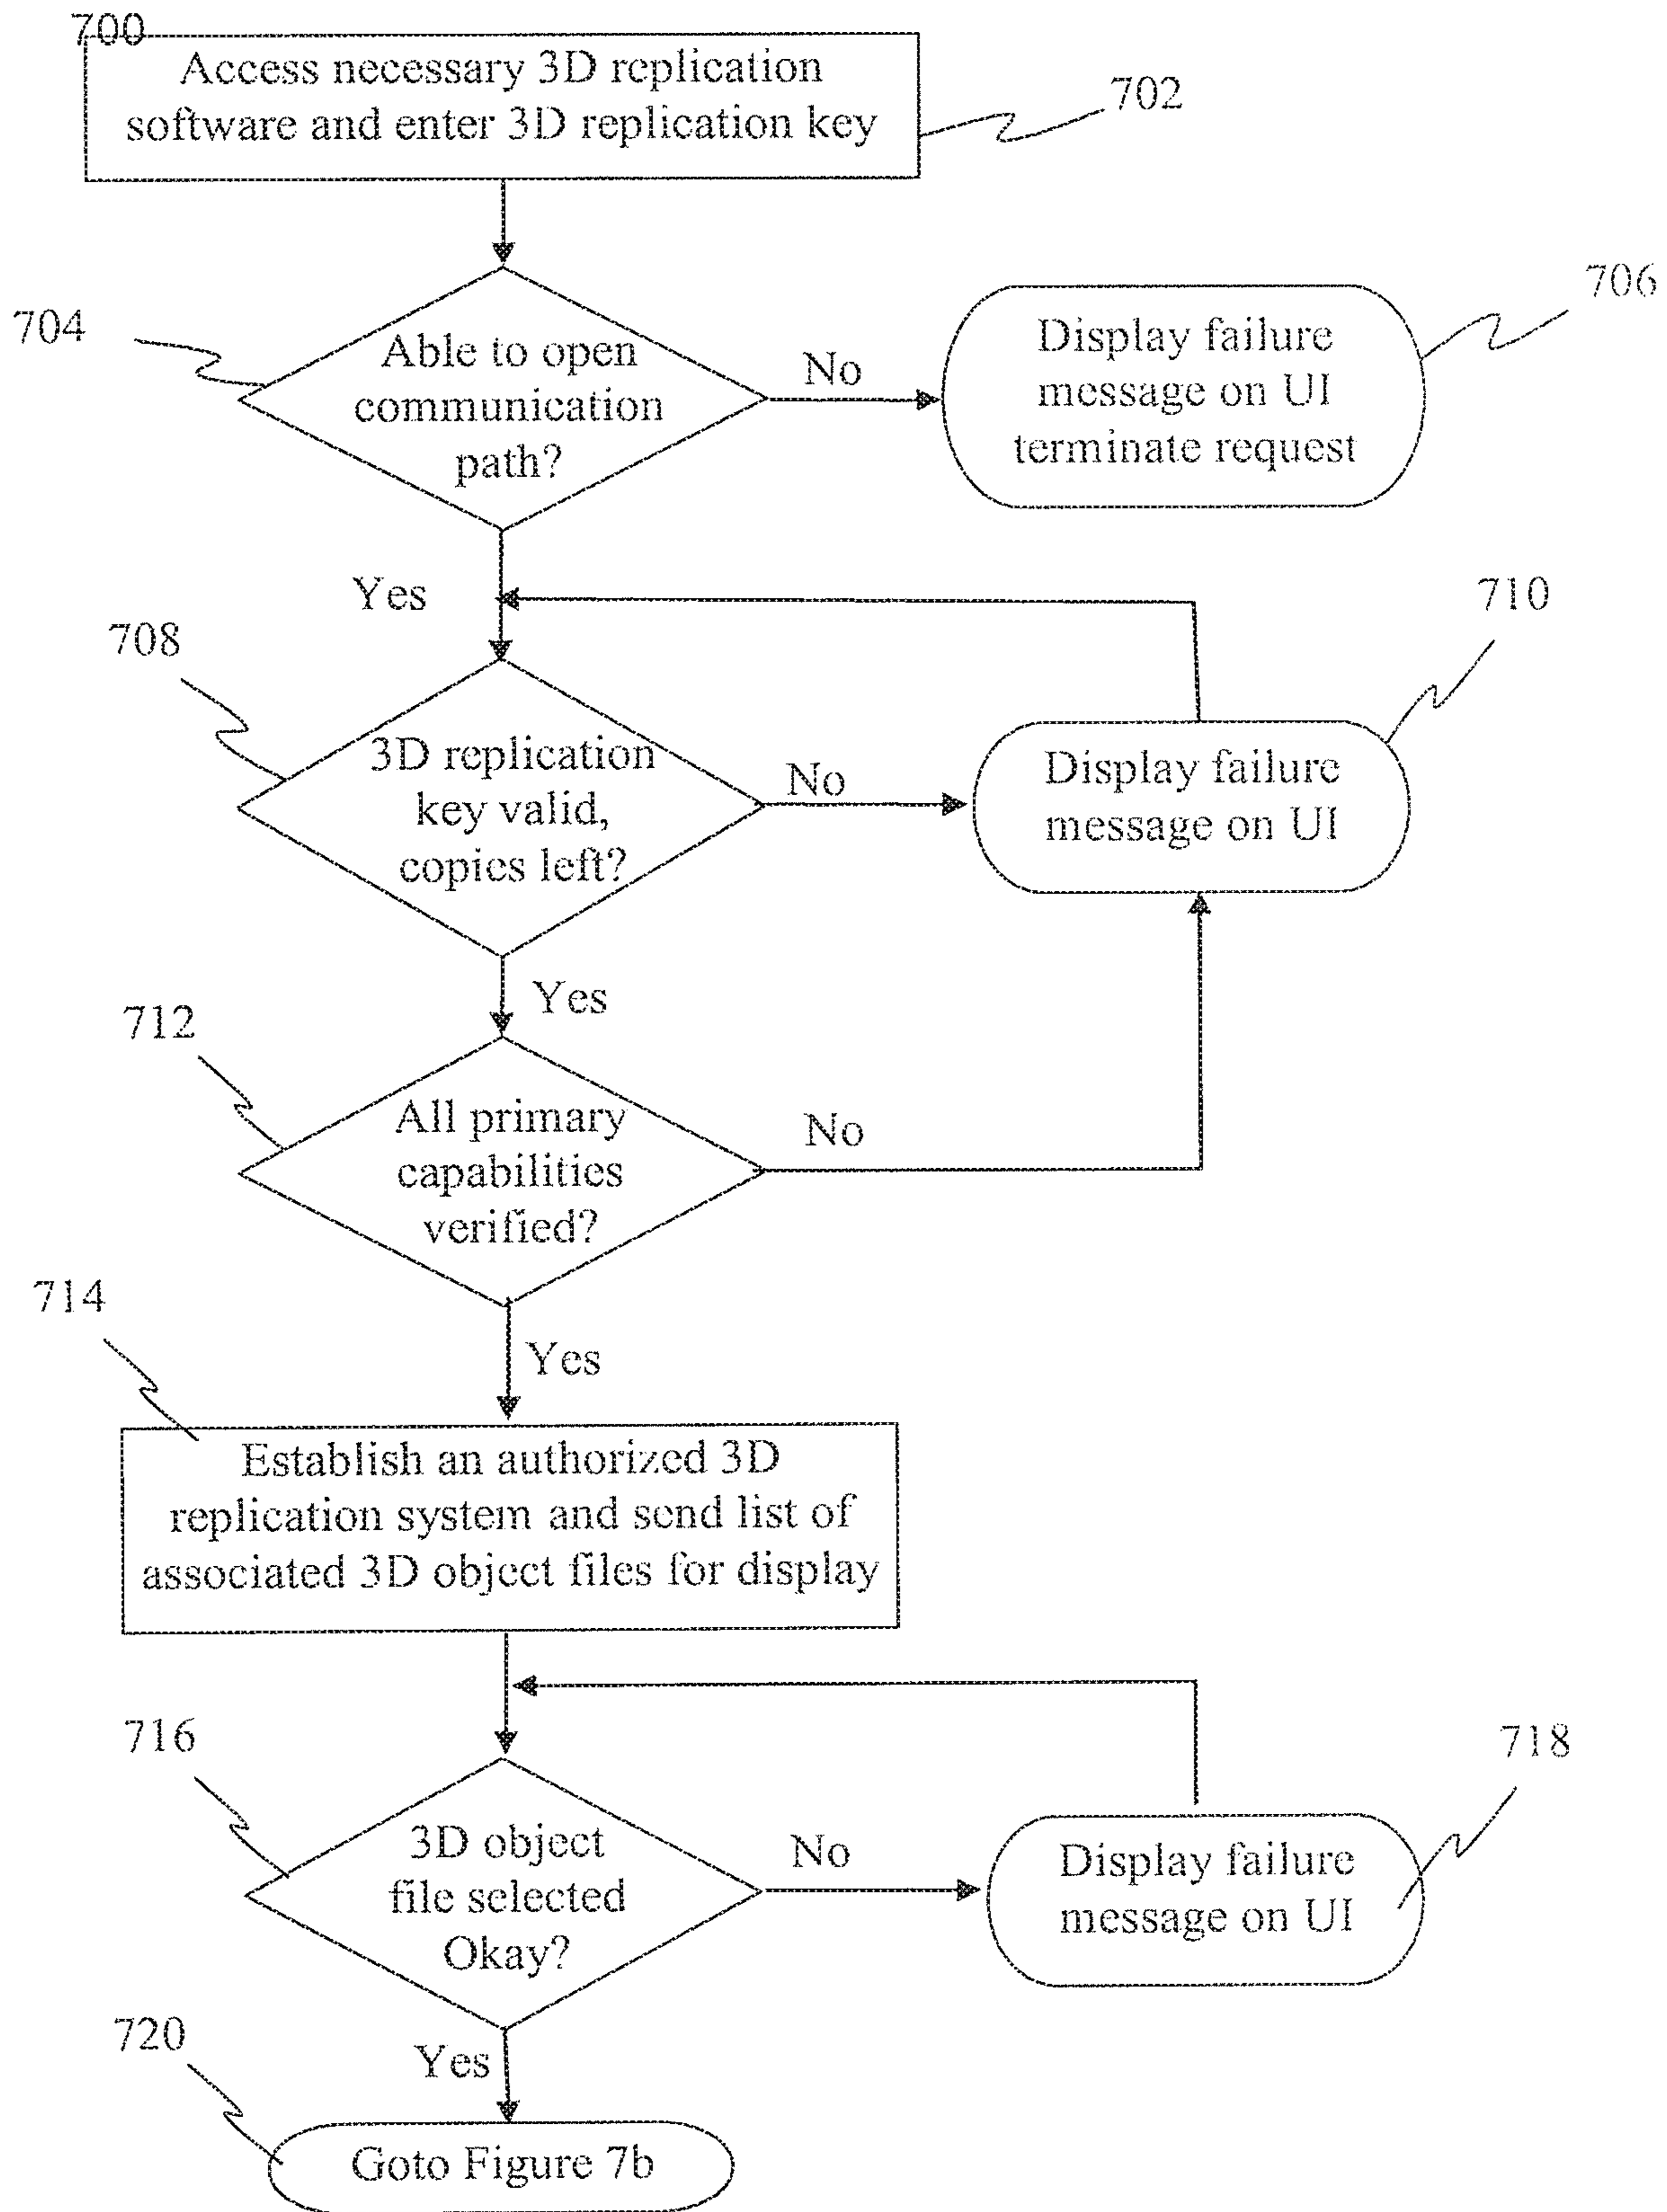 700
Access necessary 3D replication
software and enter 3D replication key
702
704
Able to open
communication
path?
No
Display failure
message on UI
terminate request
706
Yes
708
3D replication
key valid,
copies left?
No
Display failure
message on UI
710
Yes
712
All primary
capabilities
verified?
No
Yes
714
Establish an authorized 3D
replication system and send list of
associated 3D object files for display
716
3D object
file selected
Okay?
No
Display failure
message on UI
718
Yes
720
Goto Figure 7b